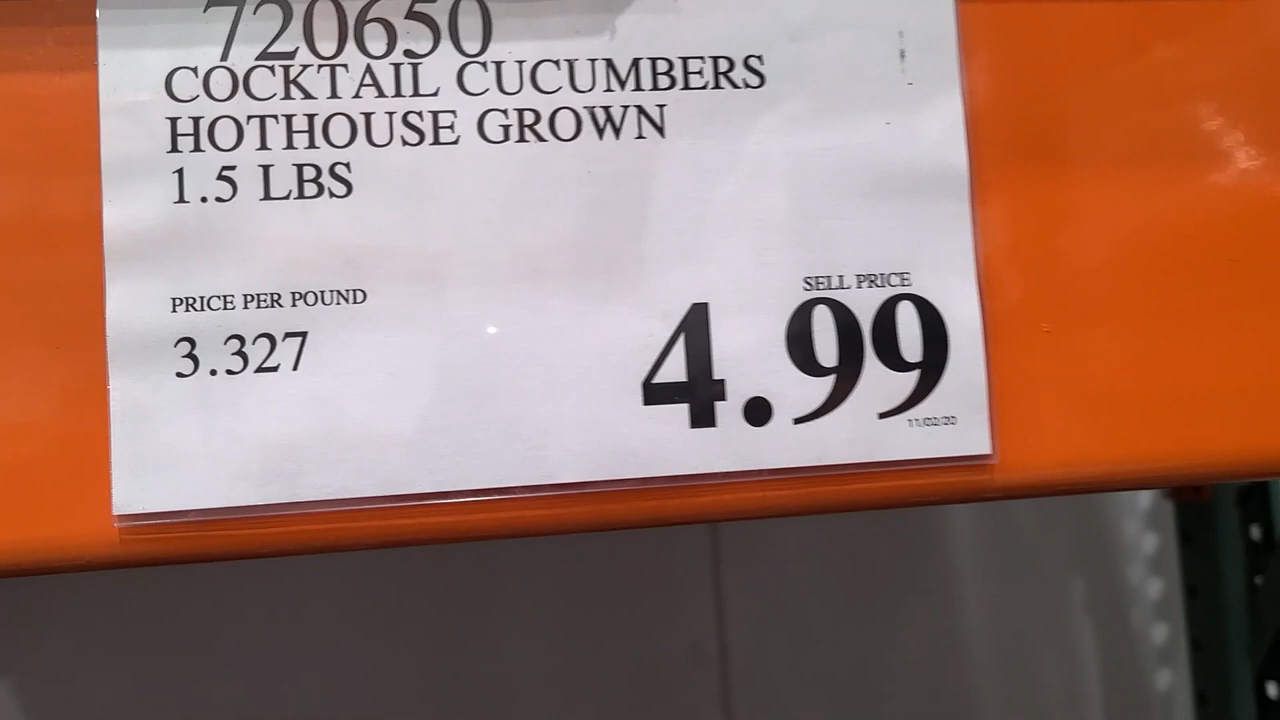 720650
COCKTAIL CUCUMBERS
HOTHOUSE GROWN
1.5 LBS
PRICE PER POUND
3.327
SELL PRICE
4.99
11/02/20